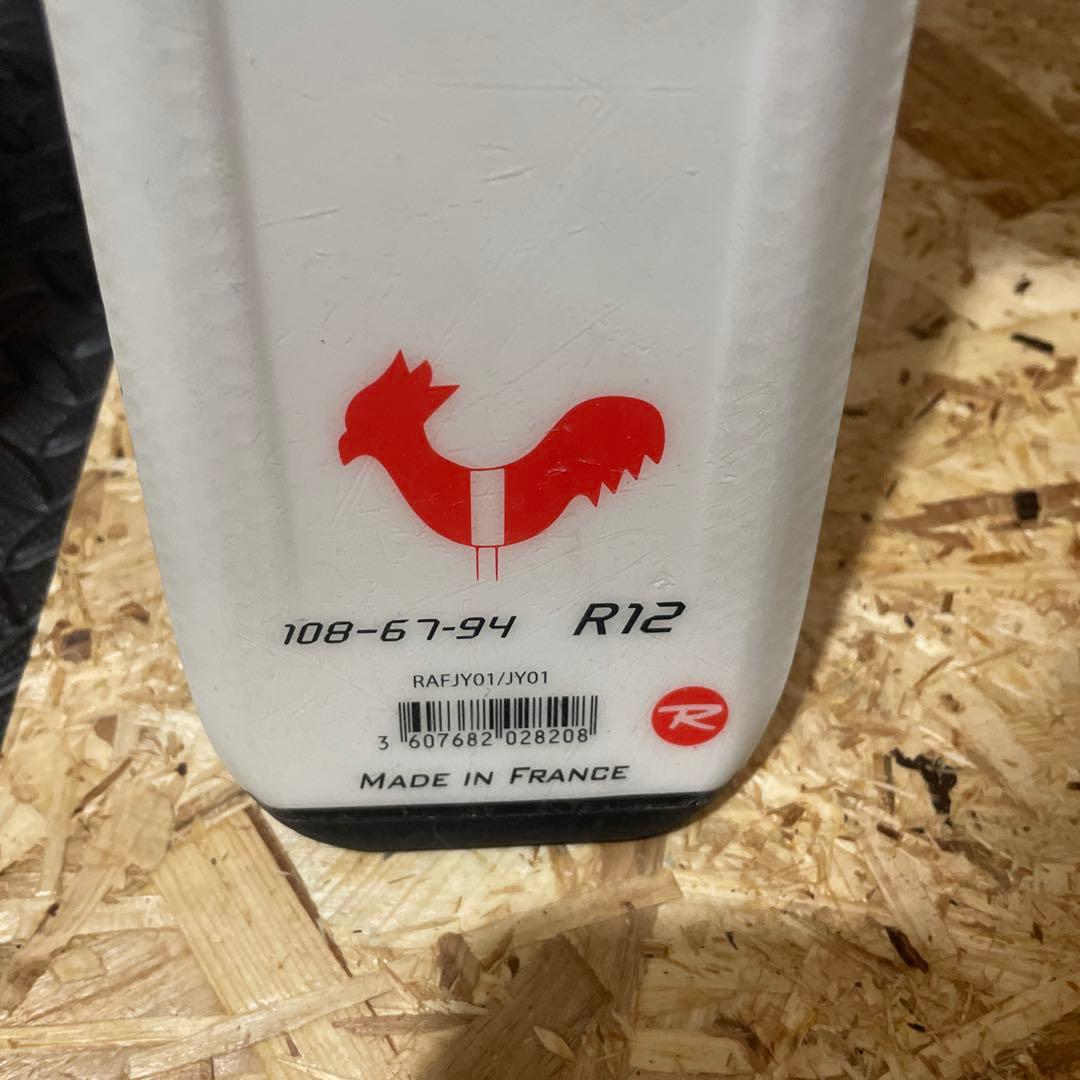 108-67-94 R12
RAFJY01/JY01
3 607682 028208
MADE IN FRANCE
R